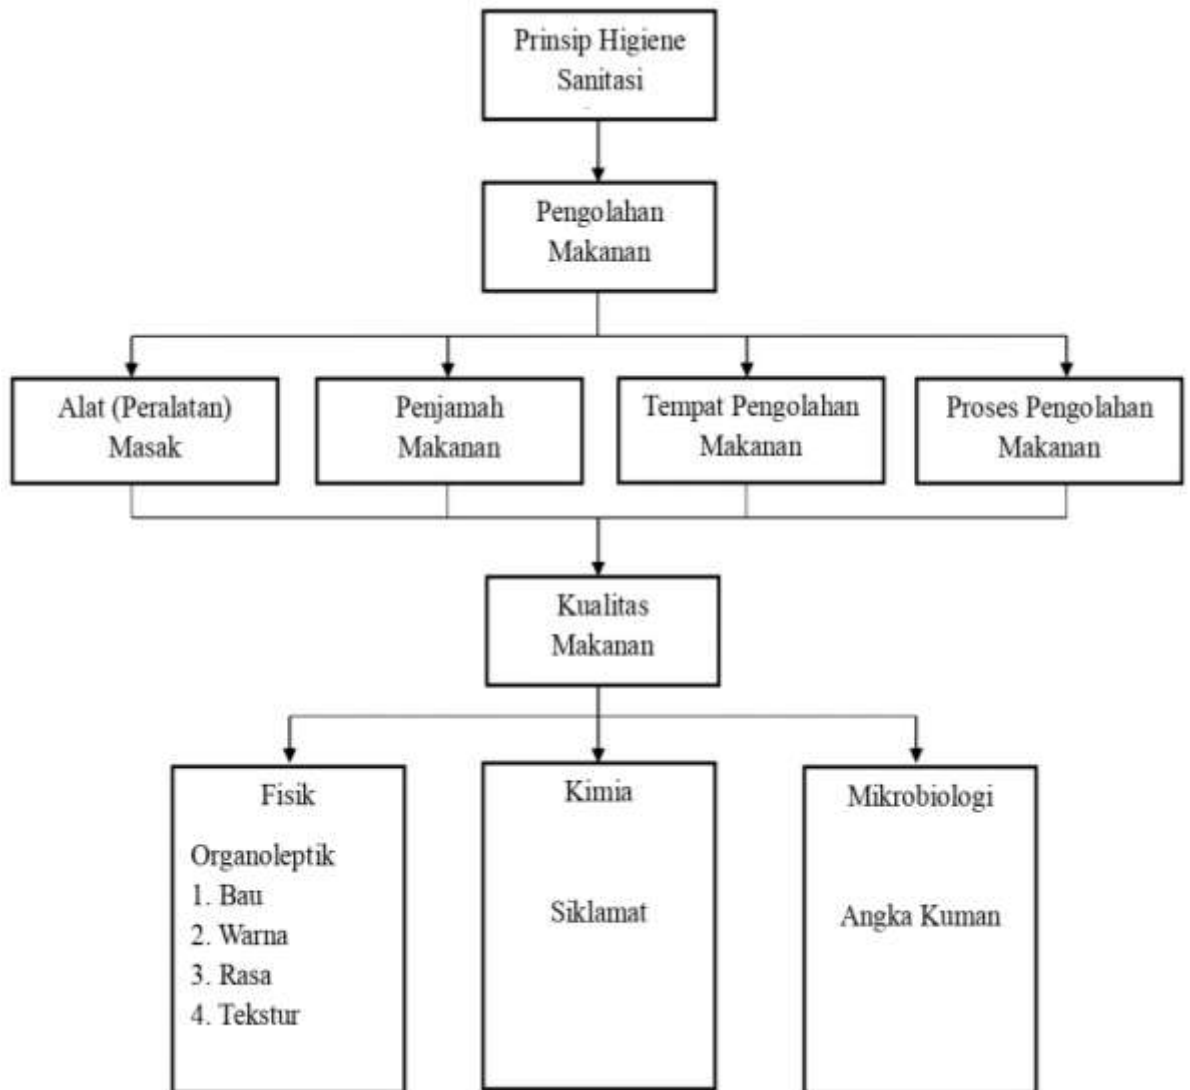 Prinsip Higiene
Sanitasi
Pengolahan
Makanan
Alat (Peralatan)
Masak
Penjamah
Makanan
Tempat Pengolahan
Makanan
Proses Pengolahan
Makanan
Kualitas
Makanan
Fisik
Organoleptik
1. Bau
2. Warna
3. Rasa
4. Tekstur
Kimia
Siklamat
Mikrobiologi
Angka Kuman